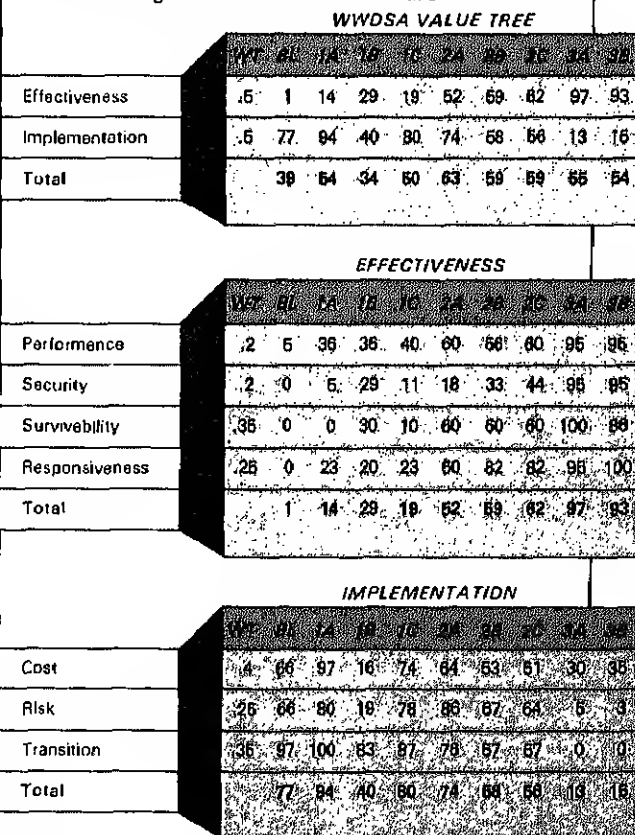 WWDSA VALUE TREE
WT BL 1A 1B 1C 2A 2B 2C 3A 3B
Effectiveness .5 1 14 29 19 52 59 62 97 93
Implementation .5 77 94 40 80 74 58 56 13 16
Total 39 54 34 50 63 59 59 55 54
EFFECTIVENESS
WT BL 1A 1B 1C 2A 2B 2C 3A 3B
Performance .2 5 36 36 40 60 60 95 95
Security .2 0 5 29 11 18 33 44 95 95
Survivability .35 0 0 30 10 60 60 60 100
Responsiveness .25 0 23 20 23 60 82 82 95 100
Total 1 14 29 19 52 59 62 97 93
IMPLEMENTATION
WT BL 1A 1B 1C 2A 2B 2C 3A 3B
Cost .4 66 97 16 74 64 53 51 30 36
Risk .25 66 80 19 78 86 67 64 5 3
Transition .35 97 100 83 87 76 57 57 0 0
Total 77 94 40 80 74 58 56 13 16